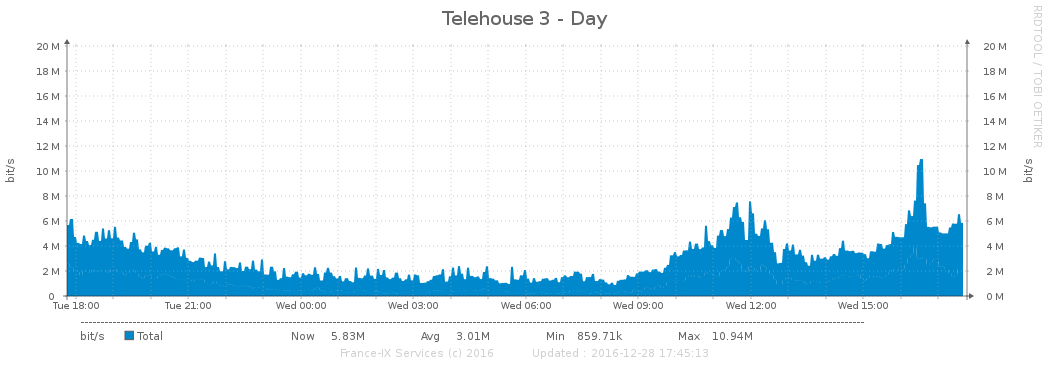 Telehouse 3 - Day
RRDTOOL / TOBI OETIKER
bit/s
bit/s
20 M 20 M
18 M 18 M
16 M 16 M
14 M 14 M
12 M 12 M
10 M 10 M
8 M 8 M
6 M 6 M
4 M 4 M
2 M 2 M
0 0 M
Tue 18:00 Tue 21:00 Wed 00:00 Wed 03:00 Wed 06:00 Wed 09:00 Wed 12:00 Wed 15:00
bit/s Total Now 5.83M Avg 3.01M Min 859.71k Max 10.94M
France-IX Services (c) 2016 Updated : 2016-12-28 17:45:13